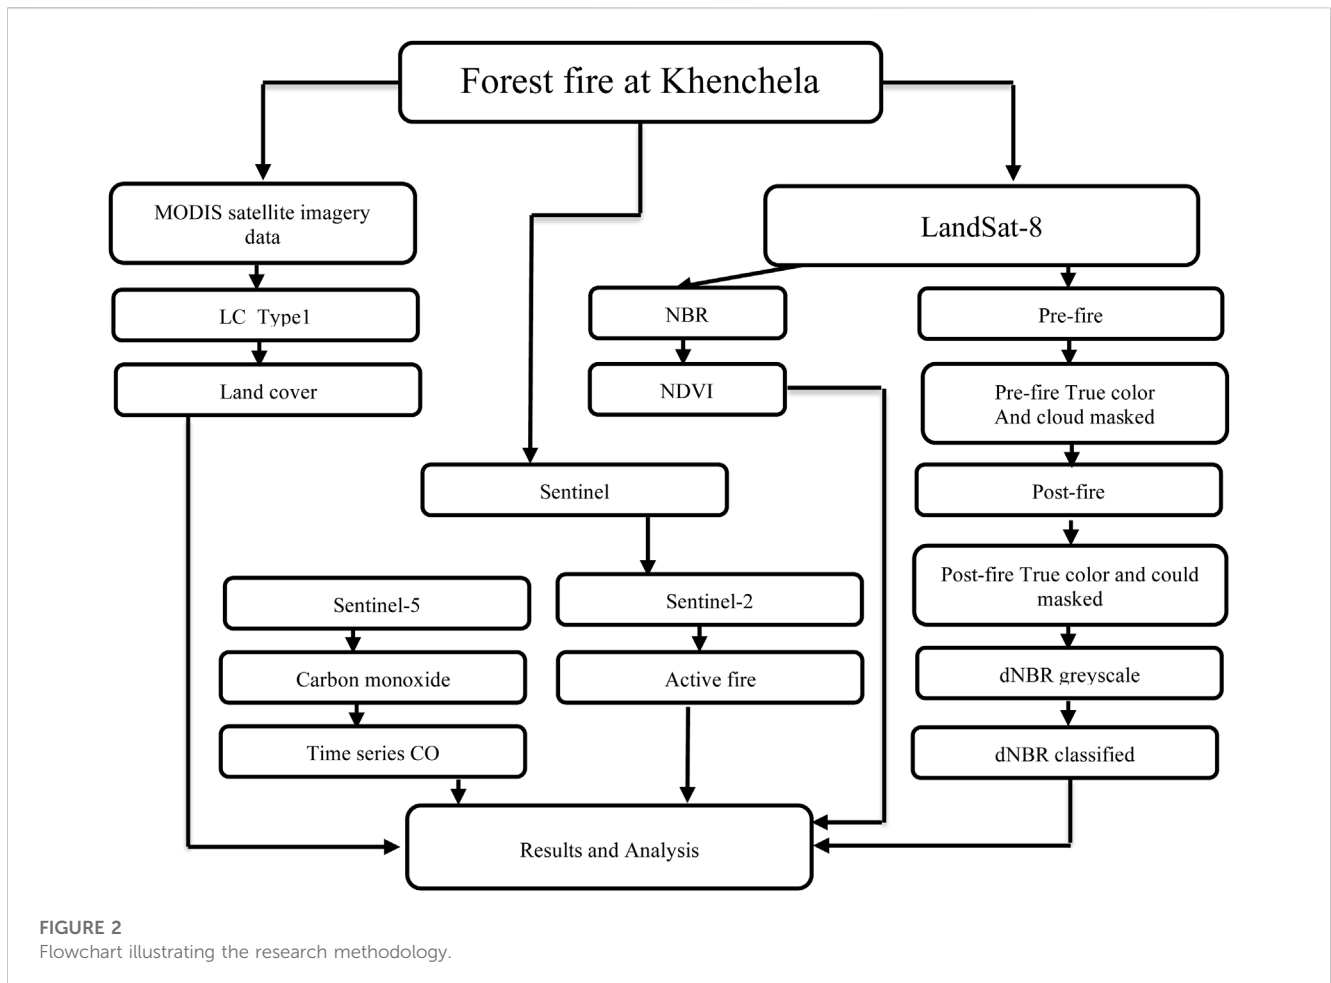 Forest fire at Khenchela
MODIS satellite imagery
data
LandSat-8
LC_Type1
NBR
Pre-fire
Land cover
NDVI
Pre-fire True color
And cloud masked
Sentinel
Post-fire
Sentinel-5
Sentinel-2
Post-fire True color and could
masked
Carbon monoxide
Active fire
dNBR greyscale
Time series CO
dNBR classified
Results and Analysis
FIGURE 2
Flowchart illustrating the research methodology.